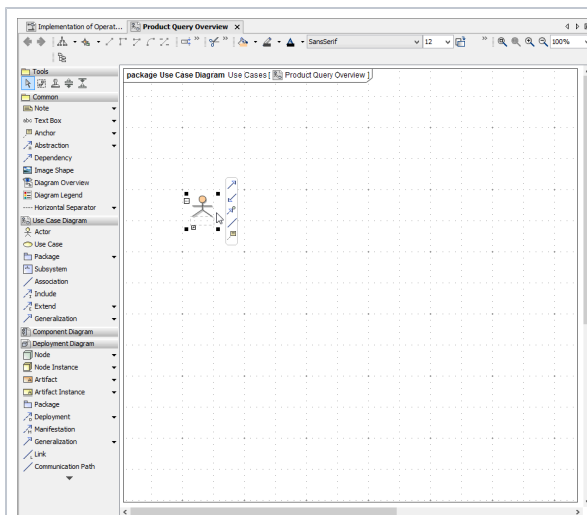 Implementation of Operat...
Product Query Overview
SansSerif
12
100%
Tools
package Use Case Diagram Use Cases [ Product Query Overview ]
Common
Note
abc Text Box
Anchor
Abstraction
Dependency
Image Shape
Diagram Overview
Diagram Legend
Horizontal Separator
Use Case Diagram
Actor
Use Case
Package
Subsystem
Association
Include
Extend
Generalization
Component Diagram
Deployment Diagram
Node
Node Instance
Artifact
Artifact Instance
Package
Deployment
Manifestation
Generalization
Link
Communication Path